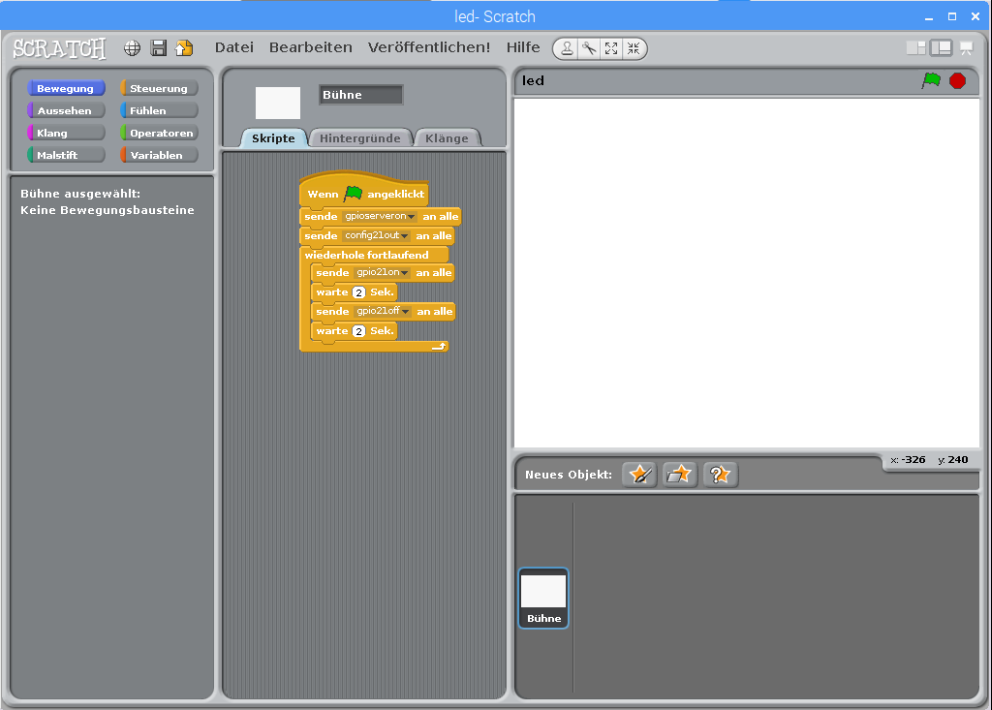 led- Scratch
SCRATCH Datei Bearbeiten Veröffentlichen! Hilfe
Bewegung Steuerung
Aussehen Fühlen
Klang Operatoren
Malstift Variablen
Bühne ausgewählt:
Keine Bewegungsbausteine
Bühne
Skripte Hintergründe Klänge
Wenn angeklickt
sende gpioserveron an alle
sende config21out an alle
wiederhole fortlaufend
sende gpio21on an alle
warte 2 Sek.
sende gpio21off an alle
warte 2 Sek.
led
x: -326 y: 240
Neues Objekt:
Bühne